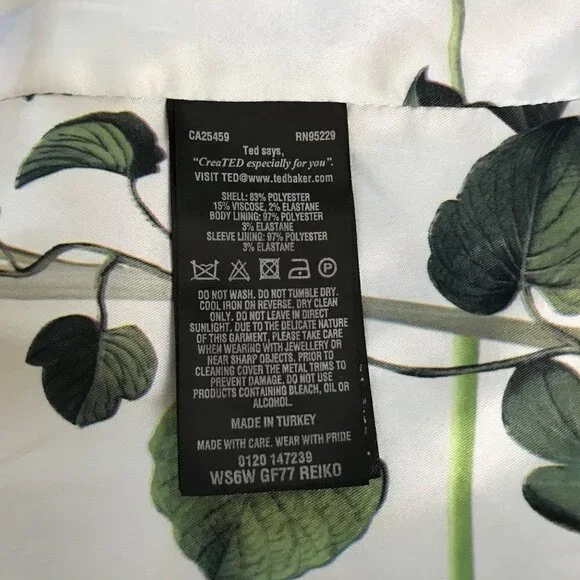 CA25459 RN95229
Ted says,
"CreaTED especially for you".
VISIT TED@www.tedbaker.com
SHELL: 83% POLYESTER
15% VISCOSE, 2% ELASTANE
BODY LINING: 97% POLYESTER
3% ELASTANE
SLEEVE LINING: 97% POLYESTER
3% ELASTANE
P
DO NOT WASH. DO NOT TUMBLE DRY.
COOL IRON ON REVERSE. DRY CLEAN
ONLY. DO NOT LEAVE IN DIRECT
SUNLIGHT. DUE TO THE DELICATE NATURE
OF THIS GARMENT, PLEASE TAKE CARE
WHEN WEARING WITH JEWELLERY OR
NEAR SHARP OBJECTS. PRIOR TO
CLEANING COVER THE METAL TRIMS TO
PREVENT DAMAGE. DO NOT USE
PRODUCTS CONTAINING BLEACH, OIL OR
ALCOHOL.
MADE IN TURKEY
MADE WITH CARE, WEAR WITH PRIDE
0120 147239
WS6W GF77 REIKO